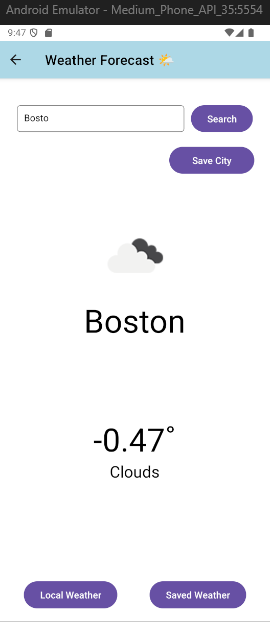 Android Emulator - Medium_Phone_API_35:5554
9:47
Weather Forecast
Bosto
Search
Save City
Boston
-0.47°
Clouds
Local Weather
Saved Weather